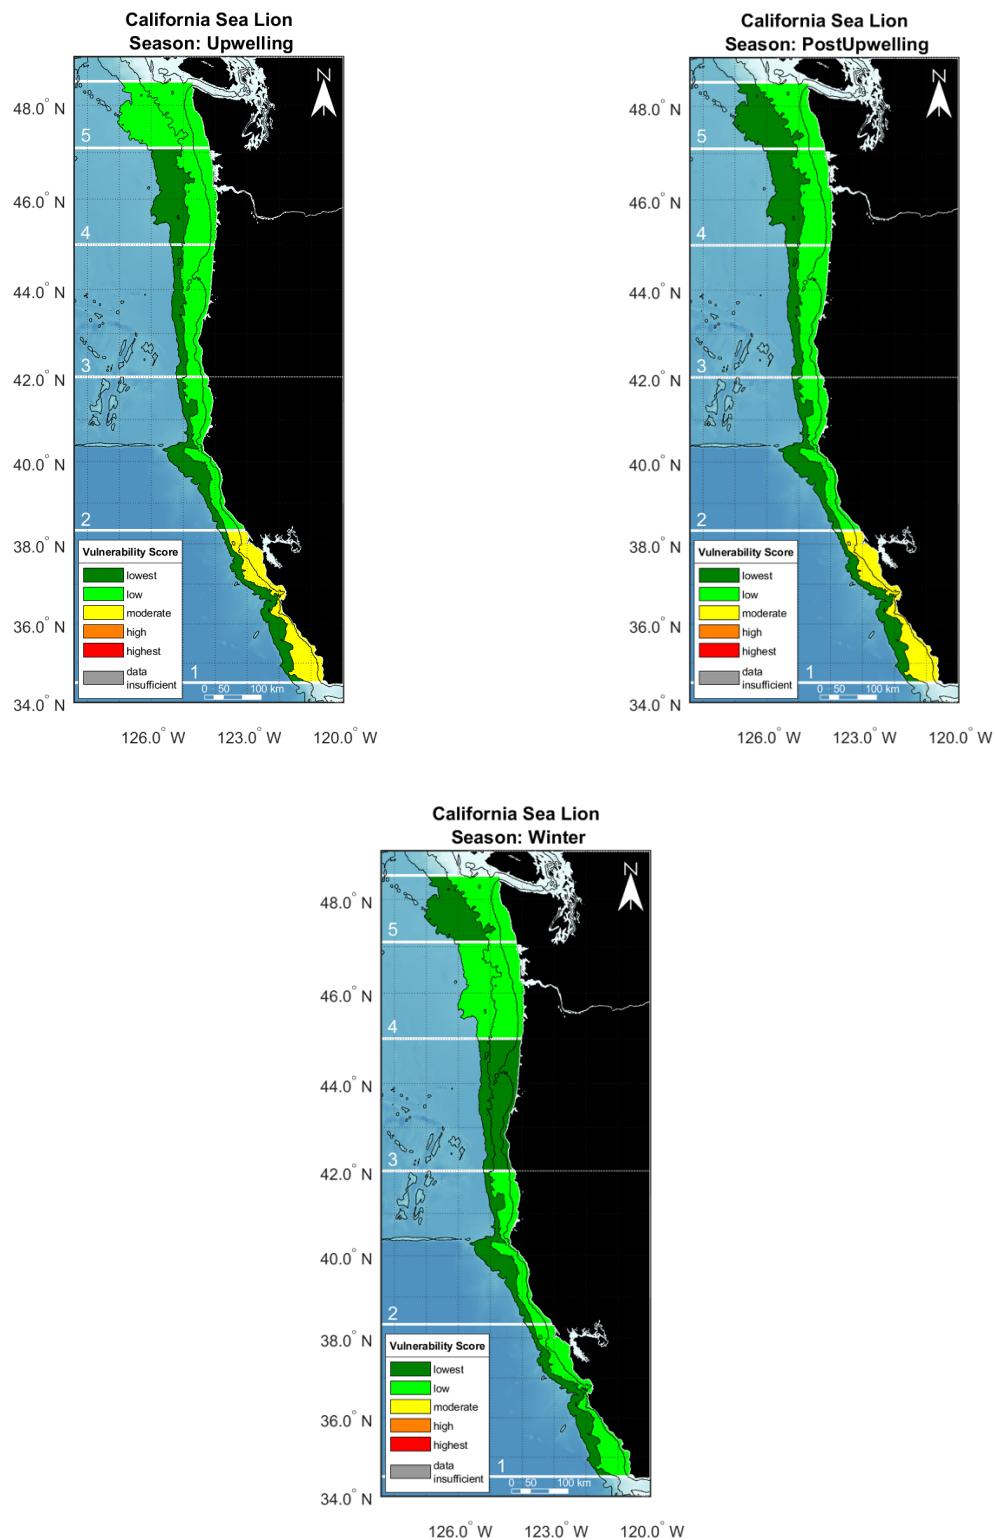 California Sea Lion
Season: Upwelling
N
48.0° N
46.0° N
44.0° N
42.0° N
40.0° N
38.0° N
36.0° N
34.0° N
5
4
3
2
1
Vulnerability Score
lowest
low
moderate
high
highest
data
insufficient
0 50 100 km
126.0° W 123.0° W 120.0° W
California Sea Lion
Season: PostUpwelling
N
48.0° N
46.0° N
44.0° N
42.0° N
40.0° N
38.0° N
36.0° N
34.0° N
5
4
3
2
1
Vulnerability Score
lowest
low
moderate
high
highest
data
insufficient
0 50 100 km
126.0° W 123.0° W 120.0° W
California Sea Lion
Season: Winter
N
48.0° N
46.0° N
44.0° N
42.0° N
40.0° N
38.0° N
36.0° N
34.0° N
5
4
3
2
1
Vulnerability Score
lowest
low
moderate
high
highest
data
insufficient
0 50 100 km
126.0° W 123.0° W 120.0° W